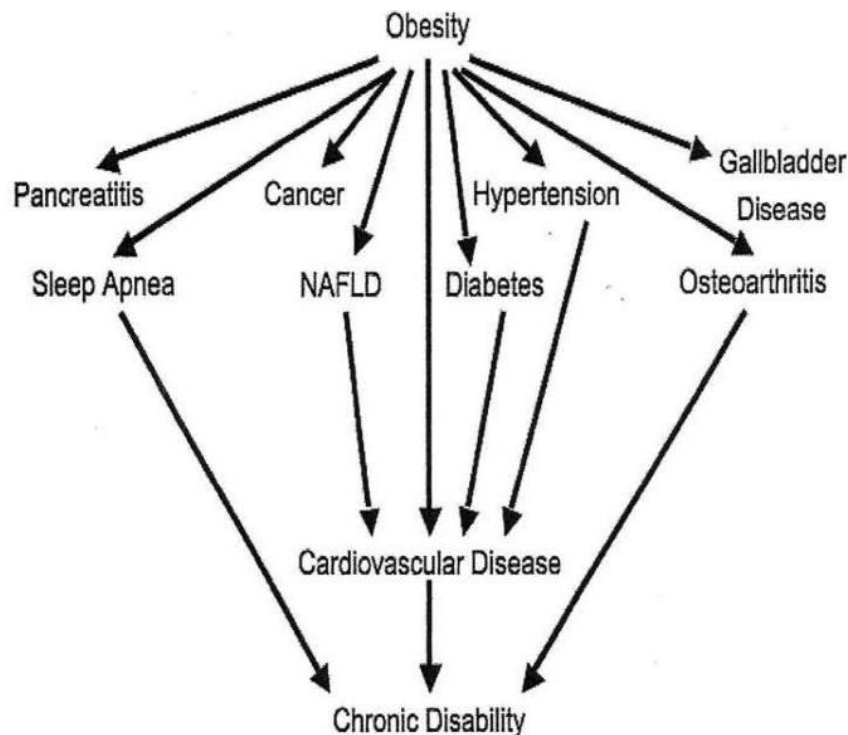 Obesity
Pancreatitis
Cancer
Hypertension
Gallbladder
Disease
Sleep Apnea
NAFLD
Diabetes
Osteoarthritis
Cardiovascular Disease
Chronic Disability